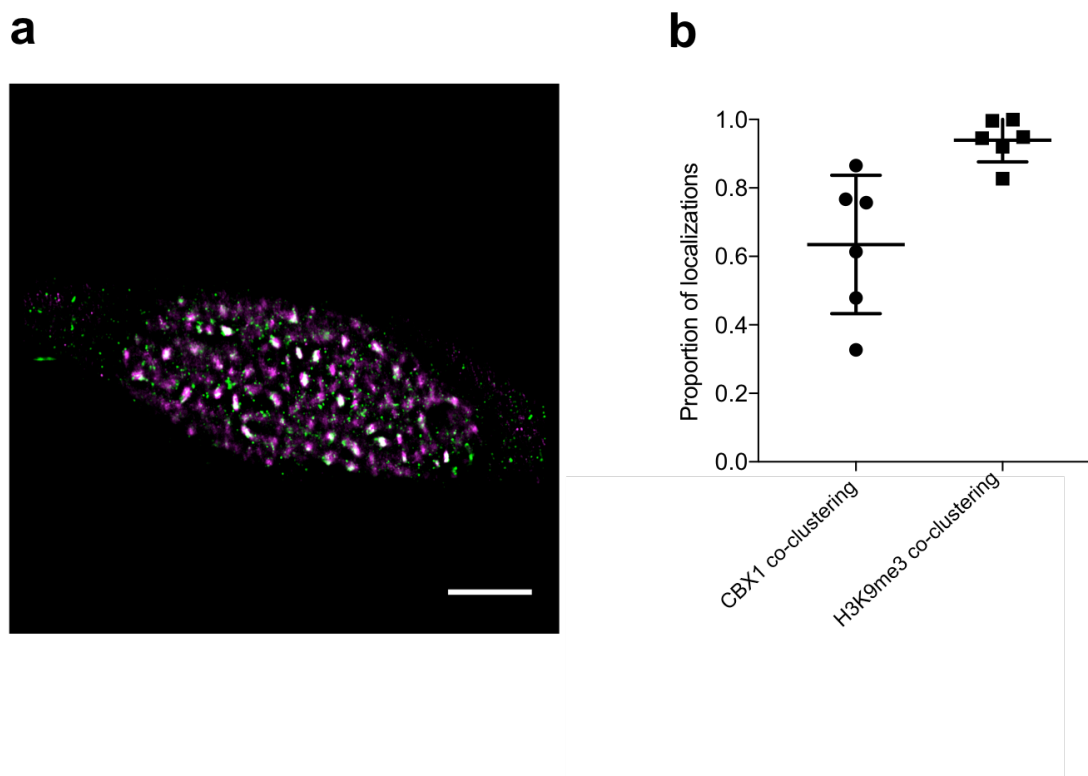 a
b
Proportion of localizations
1.0
0.8
0.6
0.4
0.2
0.0
CBX1 co-clustering
H3K9me3 co-clustering